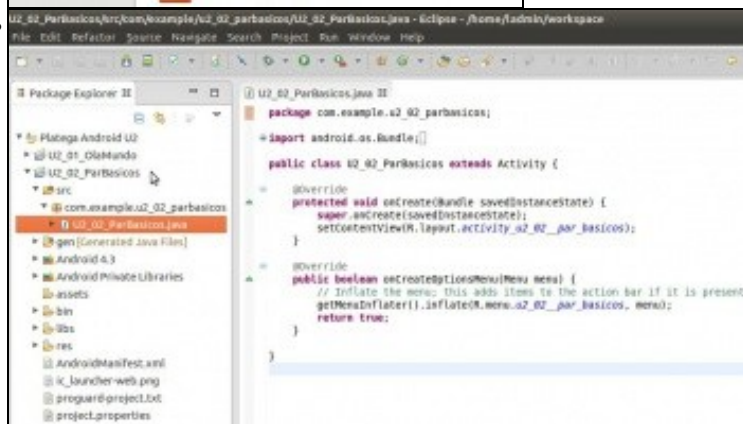 U2_02_ParBasicos/src/com/example/u2_02_parbasicos/U2_02_ParBasicos.java - Eclipse - /home/ladmin/workspace
File Edit Refactor Source Navigate Search Project Run Window Help
Package Explorer
U2_02_ParBasicos.java
Platega Android U2
U2_01_OlaMundo
U2_02_ParBasicos
src
com.example.u2_02_parbasicos
U2_02_ParBasicos.java
gen [Generated Java Files]
Android 4.3
Android Private Libraries
assets
bin
libs
res
AndroidManifest.xml
ic_launcher-web.png
proguard-project.txt
project.properties
package com.example.u2_02_parbasicos;
import android.os.Bundle;
public class U2_02_ParBasicos extends Activity {
@Override
protected void onCreate(Bundle savedInstanceState) {
super.onCreate(savedInstanceState);
setContentView(R.layout.activity_u2_02__par_basicos);
}
@Override
public boolean onCreateOptionsMenu(Menu menu) {
// Inflate the menu; this adds items to the action bar if it is present
getMenuInflater().inflate(R.menu.u2_02__par_basicos, menu);
return true;
}
}